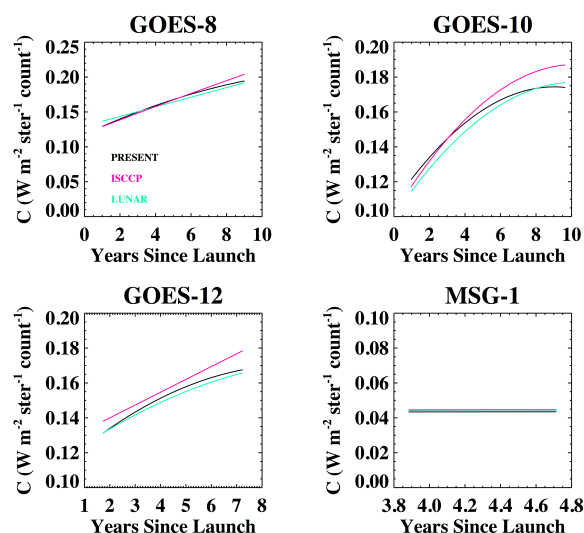 GOES-8
0.25
0.20
0.15
0.10
0.05
0.00
C (W m-2 ster-1 count-1)
PRESENT
ISCCP
LUNAR
0 2 4 6 8 10
Years Since Launch
GOES-10
0.20
0.18
0.16
0.14
0.12
0.10
C (W m-2 ster-1 count-1)
0 2 4 6 8 10
Years Since Launch
GOES-12
0.20
0.18
0.16
0.14
0.12
0.10
C (W m-2 ster-1 count-1)
1 2 3 4 5 6 7 8
Years Since Launch
MSG-1
0.10
0.08
0.06
0.04
0.02
0.00
C (W m-2 ster-1 count-1)
3.8 4.0 4.2 4.4 4.6 4.8
Years Since Launch